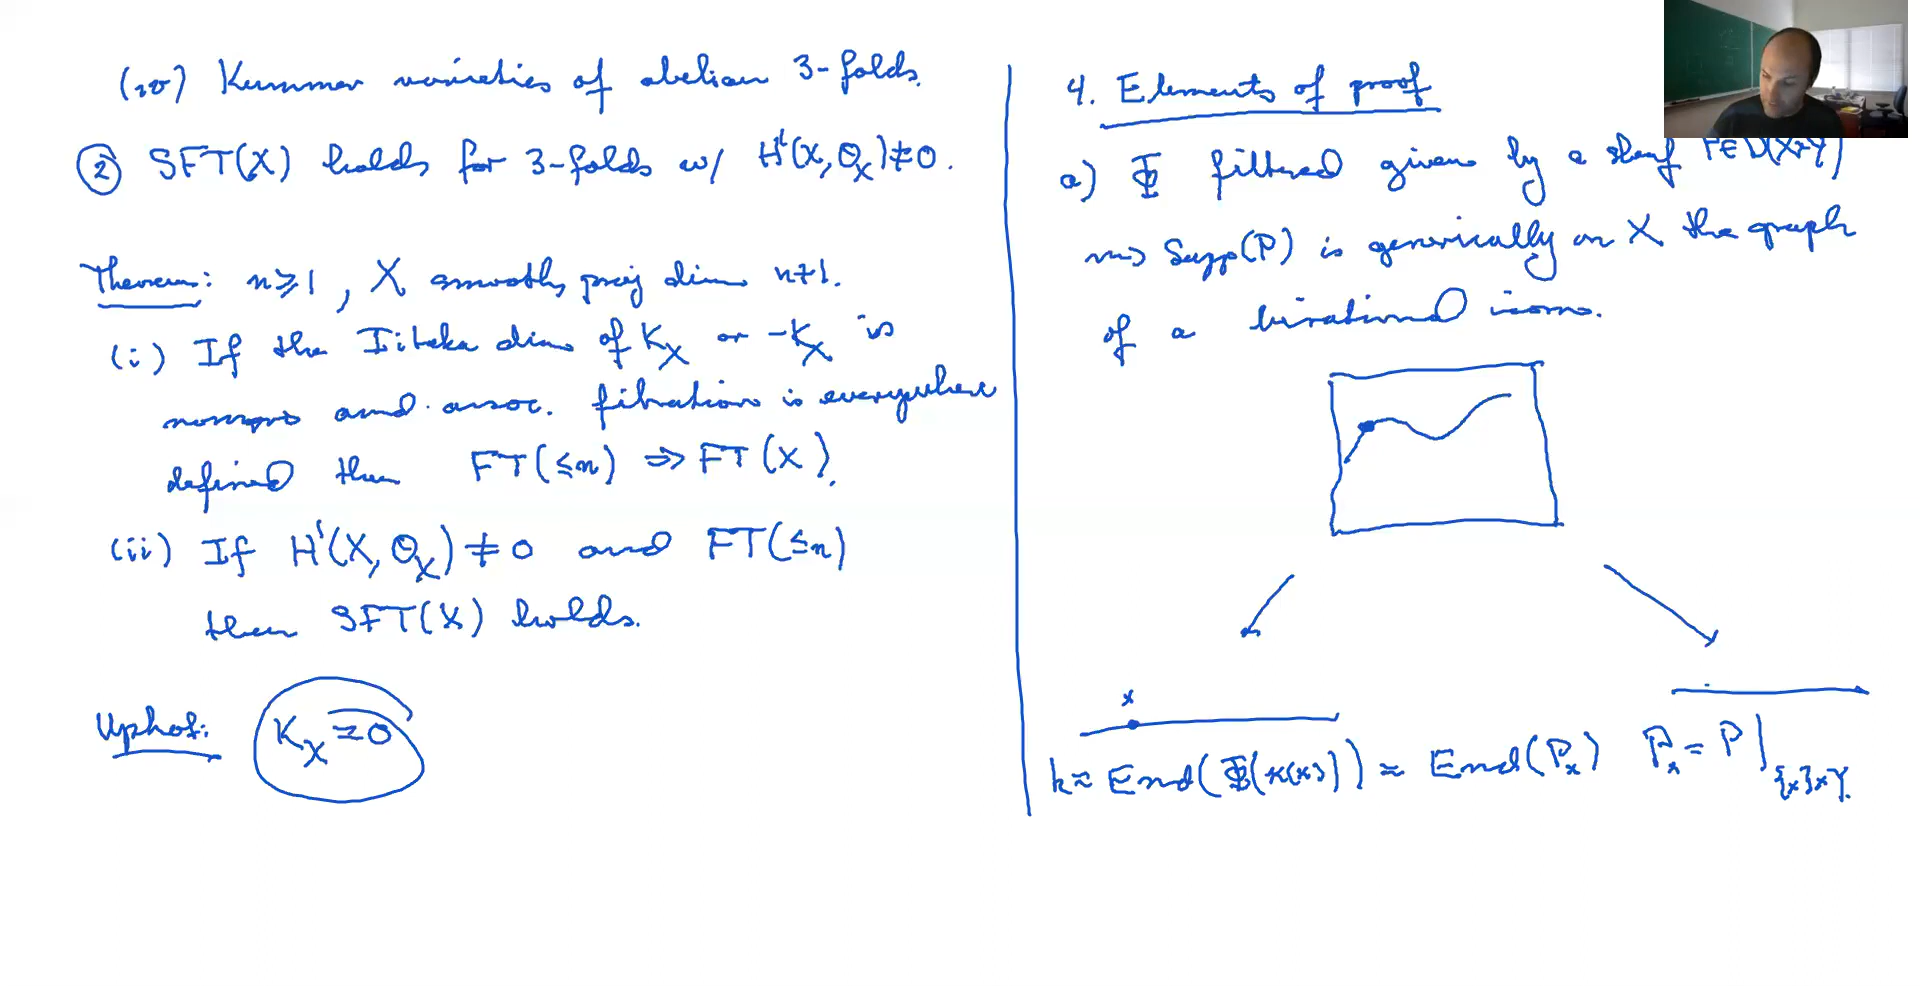 (iv) Kummer varieties of abelian 3-folds.
② SFT(X) holds for 3-folds w/ H¹(X, O_X) ≠ 0.
Theorem: n ≥ 1, X smooth, proj dim n+1.
(i) If the Iitaka dim of K_X or -K_X is
nonneg and assoc. fibration is everywhere
defined then FT(≤n) ⇒ FT(X).
(ii) If H¹(X, O_X) ≠ 0 and FT(≤n)
then SFT(X) holds.
Upshot: K_X = 0
4. Elements of proof
a) Φ filtered given by a sheaf P∈D(X×Y)
⇝ Supp(P) is generically on X the graph
of a birational isom.
x
k ≃ End(Φ(κ(x))) ≃ End(P_x) P_x = P|_{{x}×Y}.